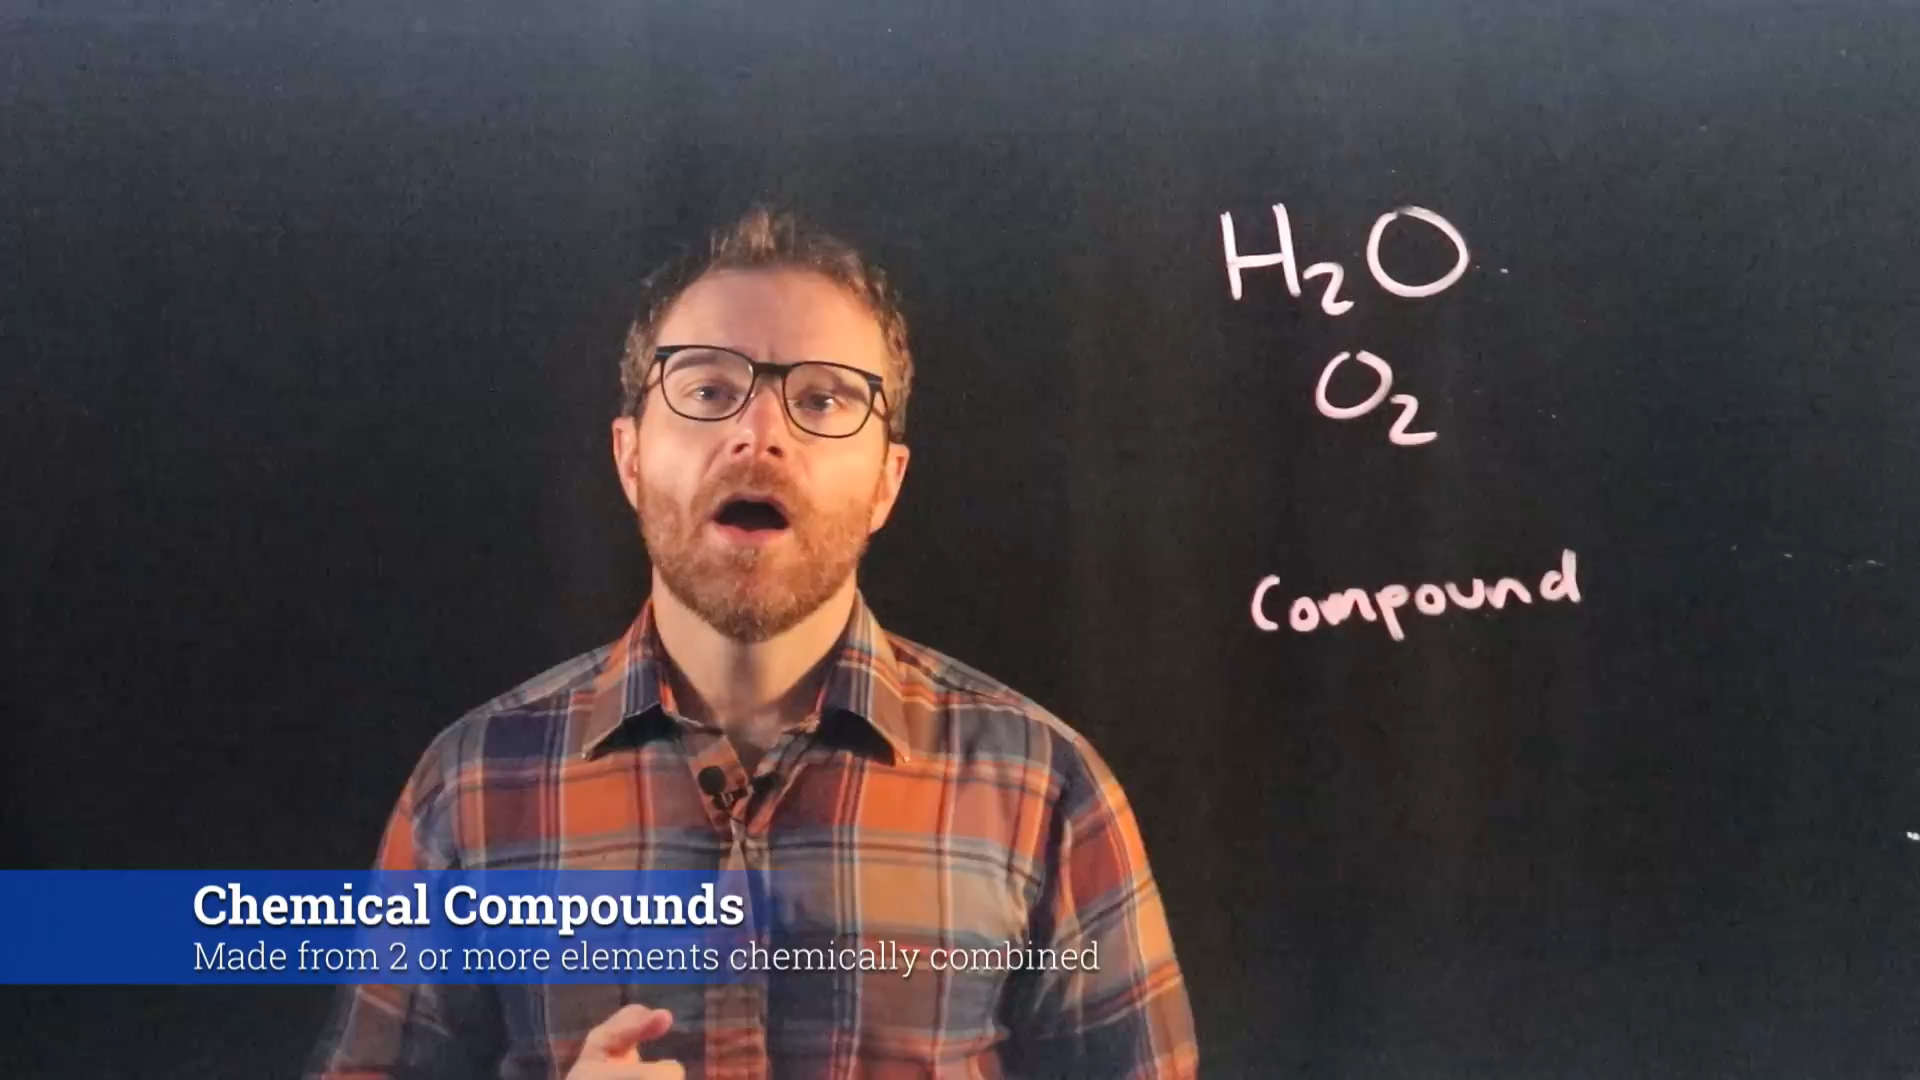 H₂O
O₂
Compound
Chemical Compounds
Made from 2 or more elements chemically combined